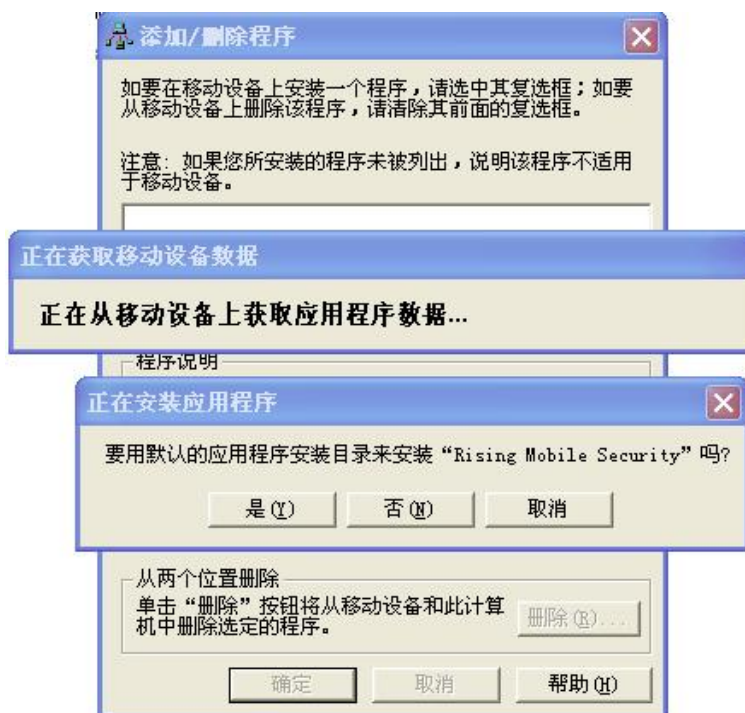 添加/删除程序
如要在移动设备上安装一个程序，请选中其复选框；如要
从移动设备上删除该程序，请清除其前面的复选框。
注意：如果您所安装的程序未被列出，说明该程序不适用
于移动设备。
正在获取移动设备数据
正在从移动设备上获取应用程序数据...
程序说明
正在安装应用程序
要用默认的应用程序安装目录来安装“Rising Mobile Security”吗?
是(Y) 否(N) 取消
从两个位置删除
单击“删除”按钮将从移动设备和此计算
机中删除选定的程序。
删除(R)...
确定 取消 帮助(H)